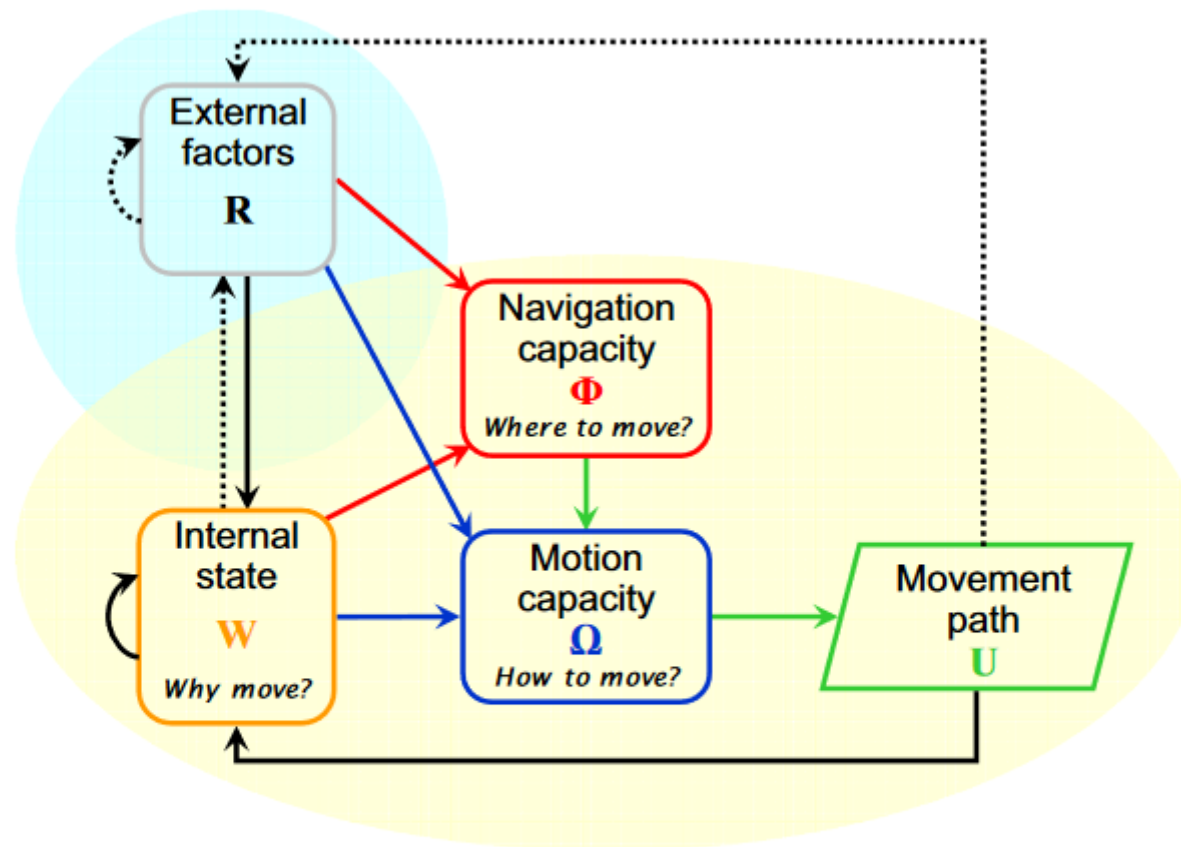 External
factors
R
Navigation
capacity
Φ
Where to move?
Internal
state
W
Why move?
Motion
capacity
Ω
How to move?
Movement
path
U